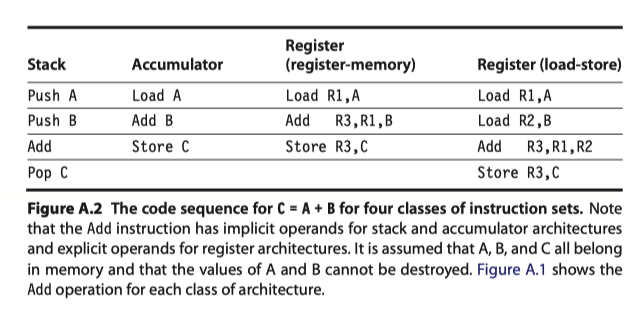 Stack Accumulator Register (register-memory) Register (load-store)
Push A Load A Load R1,A Load R1,A
Push B Add B Add R3,R1,B Load R2,B
Add Store C Store R3,C Add R3,R1,R2
Pop C Store R3,C
Figure A.2 The code sequence for C = A + B for four classes of instruction sets. Note
that the Add instruction has implicit operands for stack and accumulator architectures
and explicit operands for register architectures. It is assumed that A, B, and C all belong
in memory and that the values of A and B cannot be destroyed. Figure A.1 shows the
Add operation for each class of architecture.